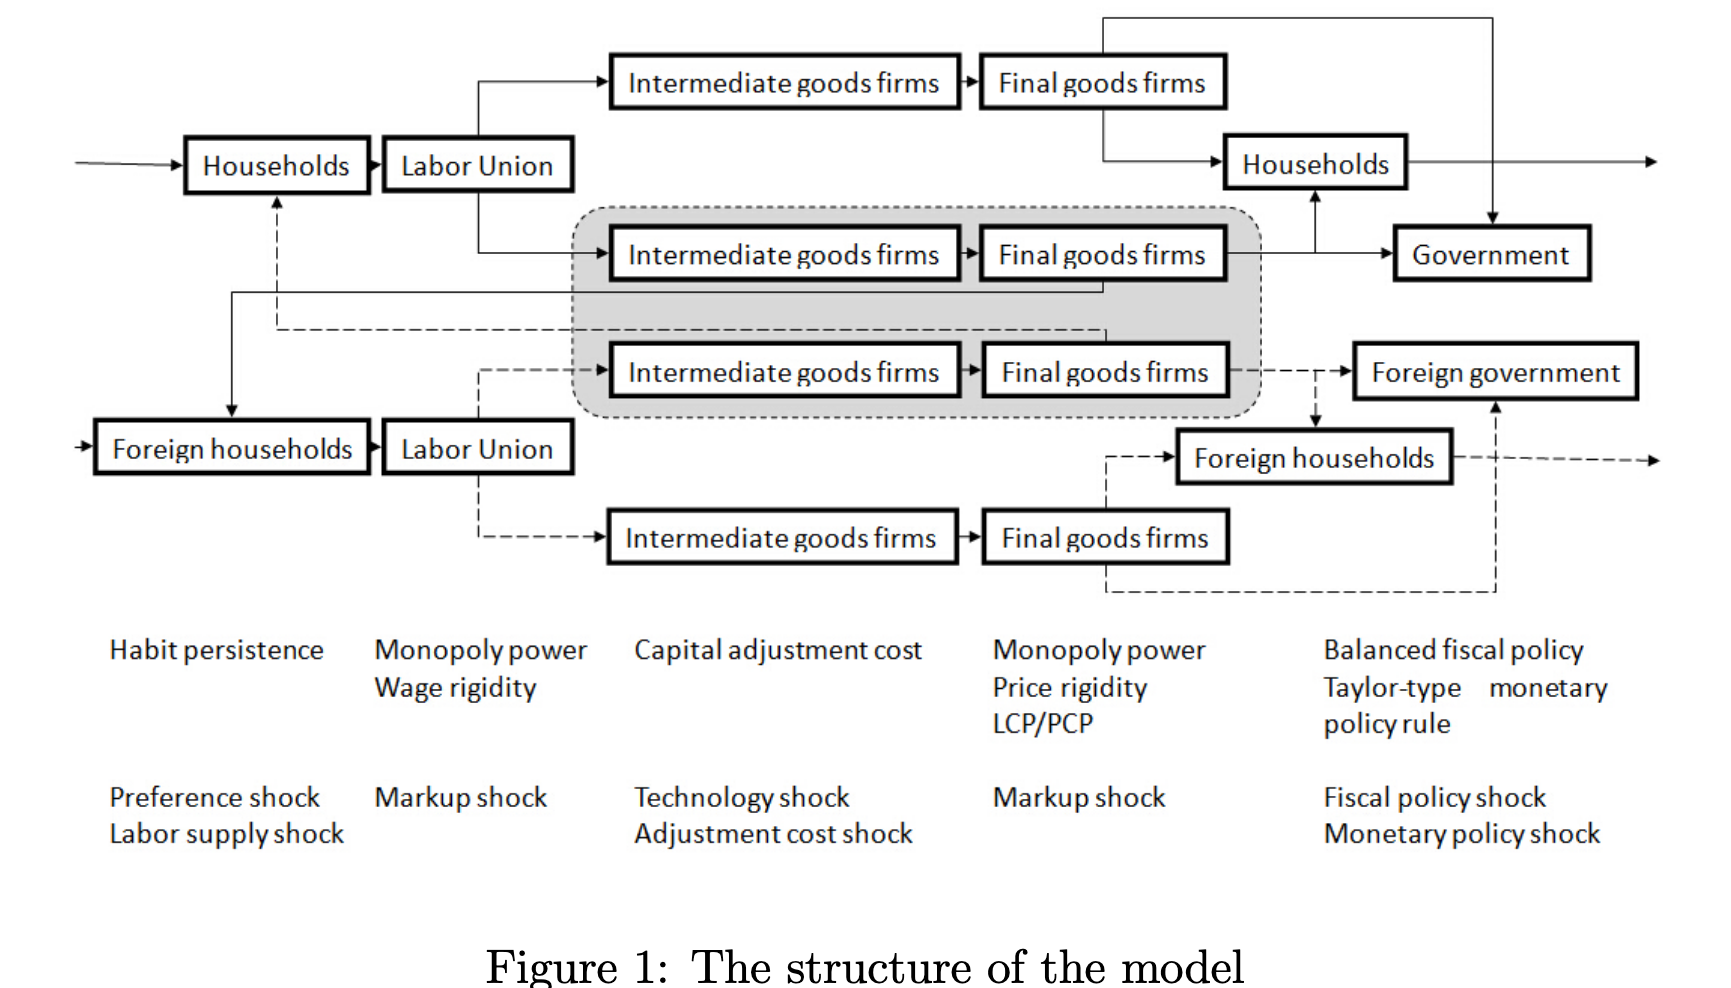 Intermediate goods firms
Final goods firms
Households
Labor Union
Households
Intermediate goods firms
Final goods firms
Government
Intermediate goods firms
Final goods firms
Foreign government
Foreign households
Labor Union
Foreign households
Intermediate goods firms
Final goods firms
Habit persistence
Monopoly power
Wage rigidity
Capital adjustment cost
Monopoly power
Price rigidity
LCP/PCP
Balanced fiscal policy
Taylor-type monetary
policy rule
Preference shock
Labor supply shock
Markup shock
Technology shock
Adjustment cost shock
Markup shock
Fiscal policy shock
Monetary policy shock
Figure 1: The structure of the model